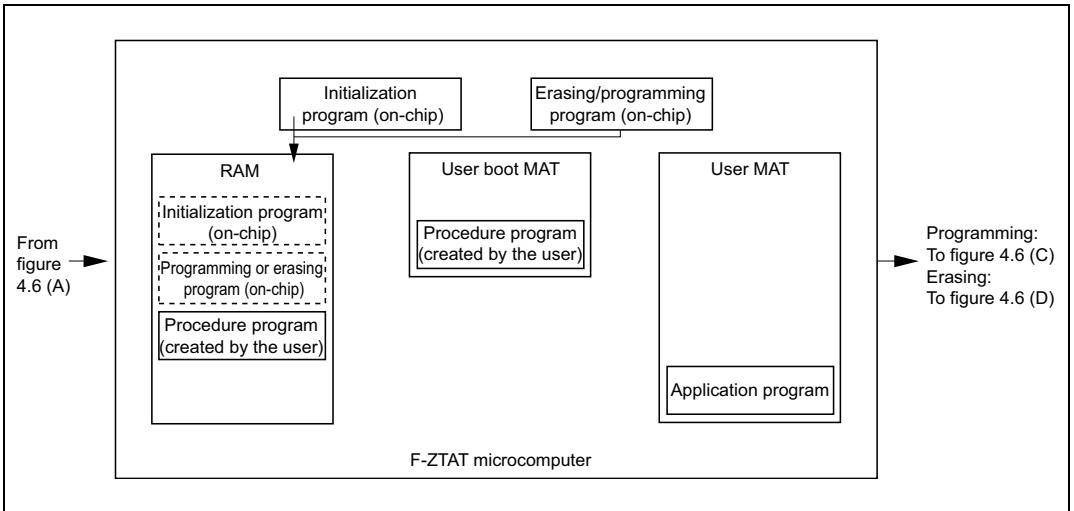 Initialization
program (on-chip)
Erasing/programming
program (on-chip)
RAM
User boot MAT
User MAT
Initialization program
(on-chip)
Programming or erasing
program (on-chip)
Procedure program
(created by the user)
Procedure program
(created by the user)
Application program
From
figure
4.6 (A)
Programming:
To figure 4.6 (C)
Erasing:
To figure 4.6 (D)
F-ZTAT microcomputer